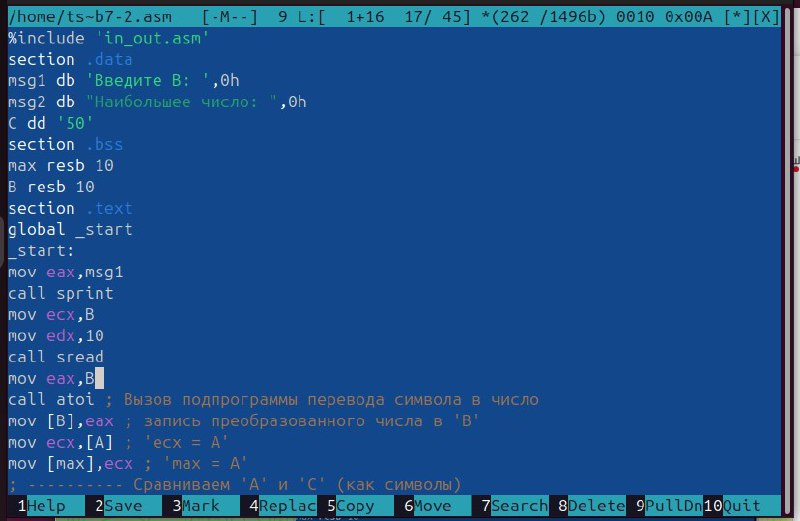 /home/ts~b7-2.asm   [-M--]  9 L:[  1+16  17/ 45] *(262 /1496b) 0010 0x00A [*][X]
%include 'in_out.asm'
section .data
msg1 db 'Введите B: ',0h
msg2 db "Наибольшее число: ",0h
C dd '50'
section .bss
max resb 10
B resb 10
section .text
global _start
_start:
mov eax,msg1
call sprint
mov ecx,B
mov edx,10
call sread
mov eax,B
call atoi ; Вызов подпрограммы перевода символа в число
mov [B],eax ; запись преобразованного числа в 'B'
mov ecx,[A] ; 'ecx = A'
mov [max],ecx ; 'max = A'
; ---------- Сравниваем 'A' и 'C' (как символы)
1Help 2Save 3Mark 4Replac 5Copy 6Move 7Search 8Delete 9PullDn 10Quit